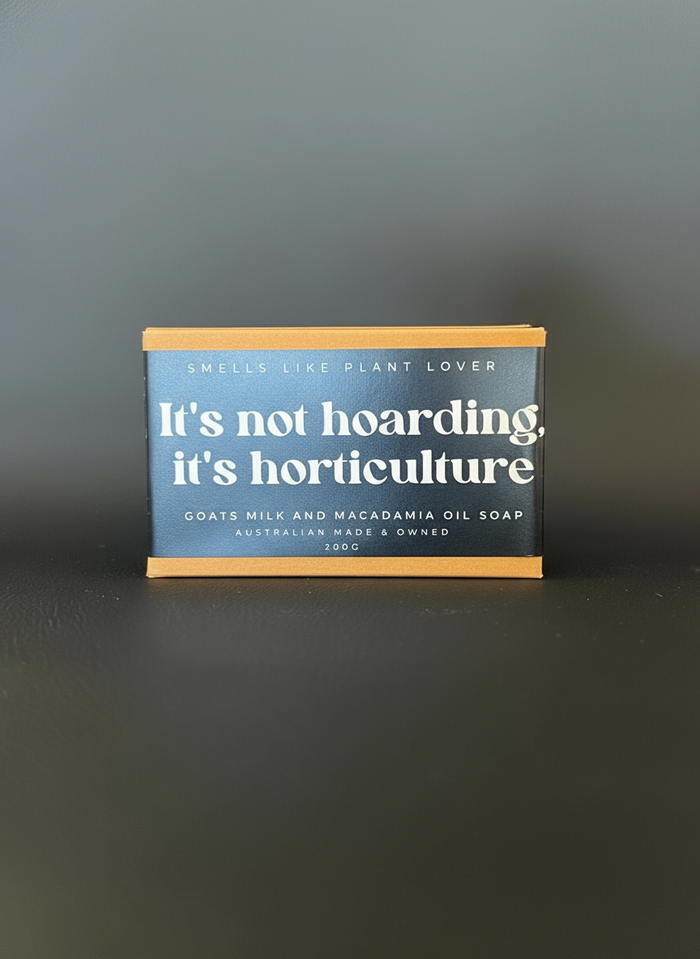 SMELLS LIKE PLANT LOVER
It's not hoarding,
it's horticulture
GOATS MILK AND MACADAMIA OIL SOAP
AUSTRALIAN MADE & OWNED
200G